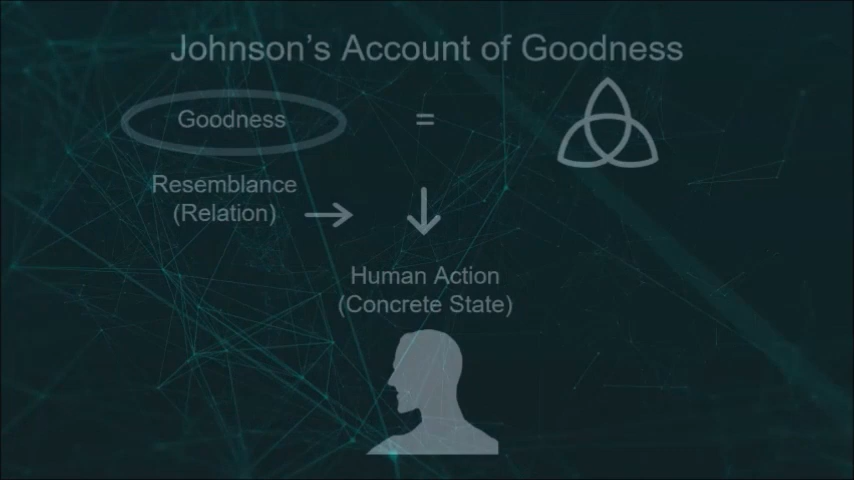 Johnson's Account of Goodness
Goodness
=
Resemblance
(Relation)
Human Action
(Concrete State)